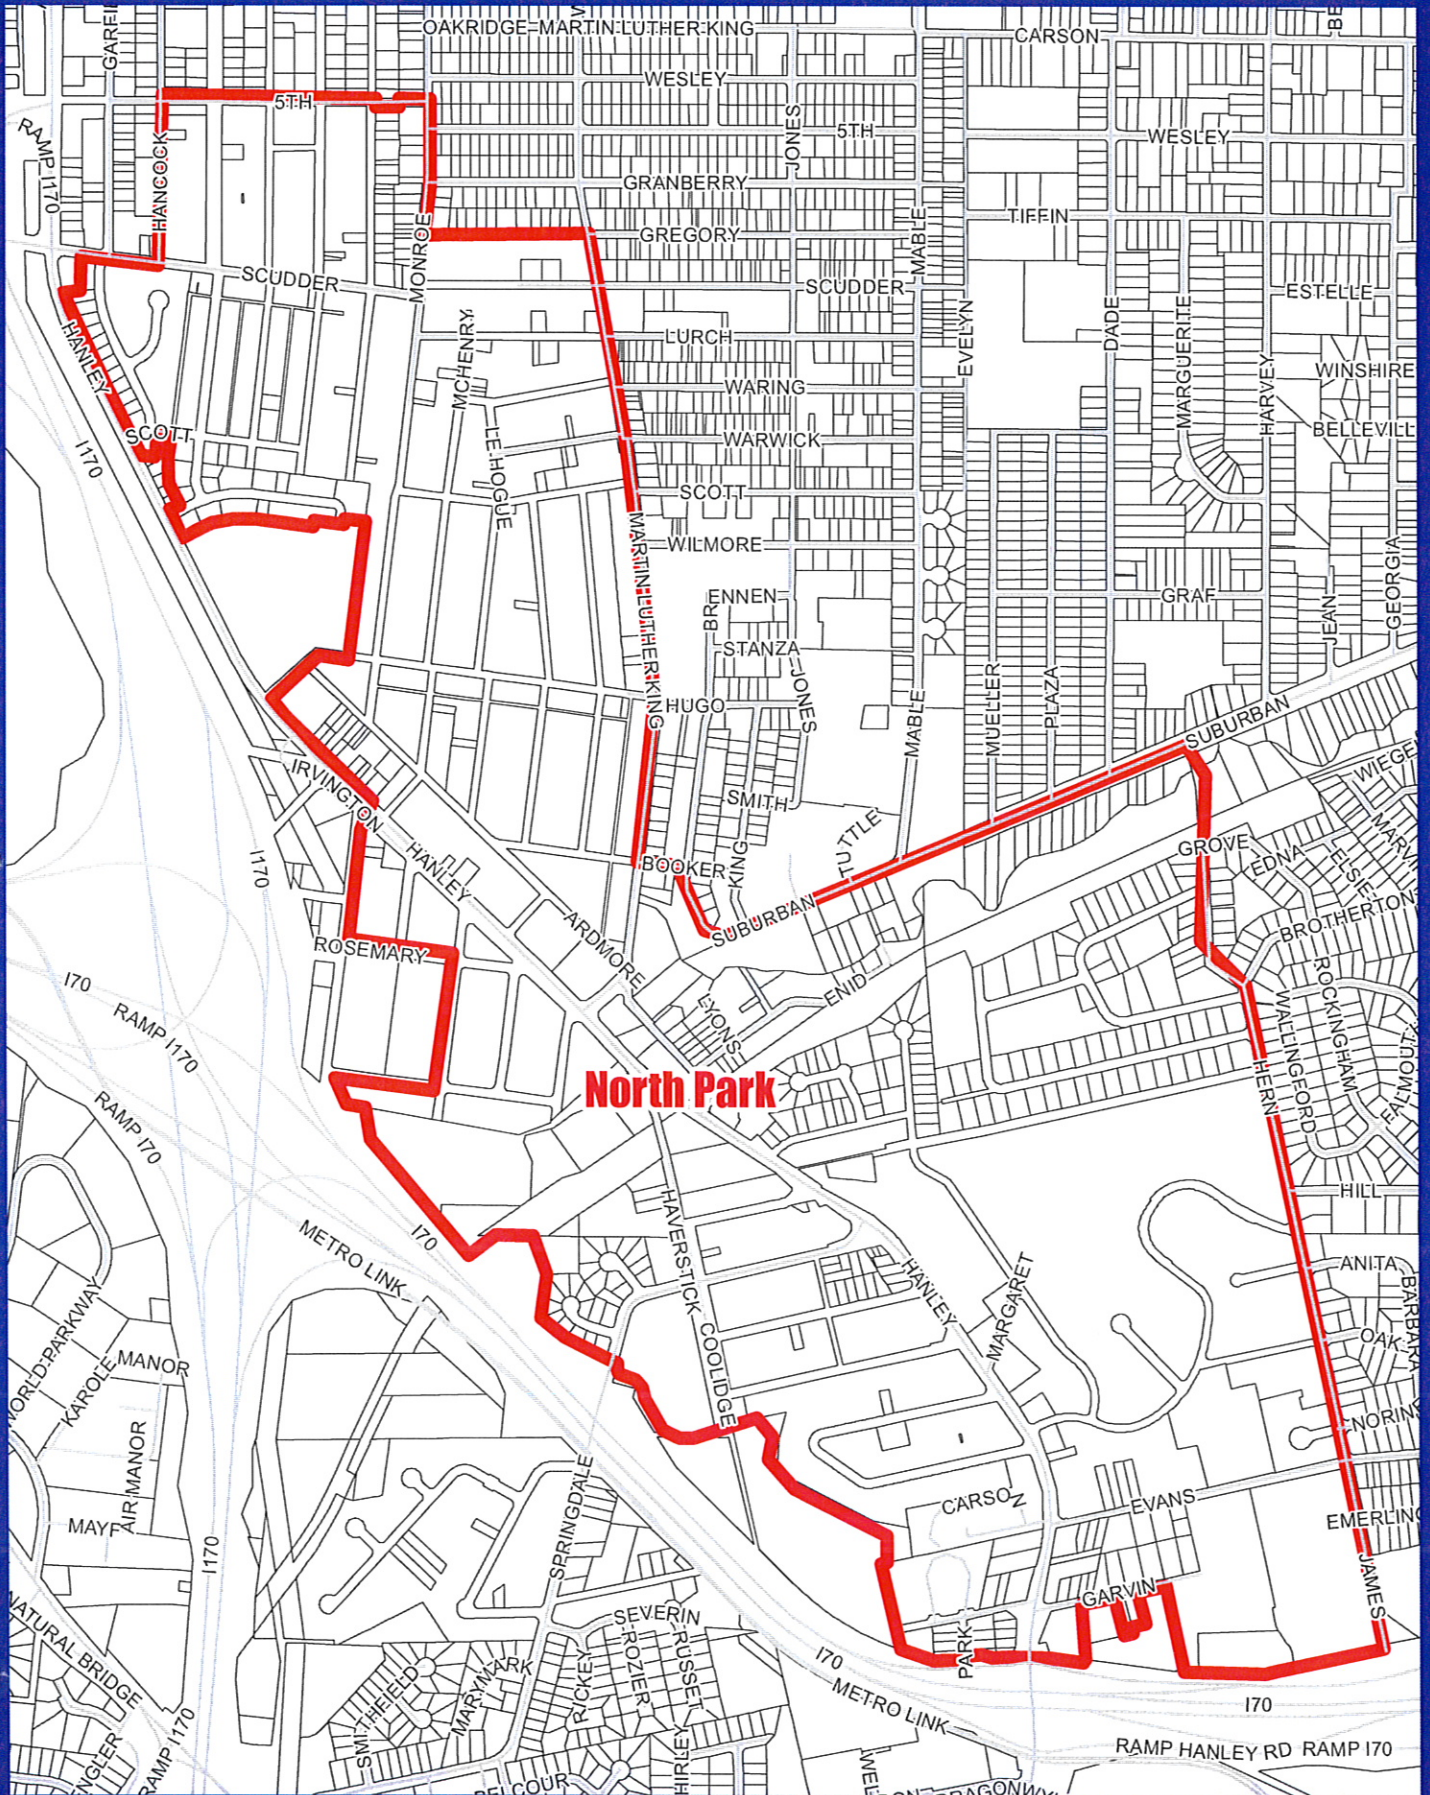 OAKRIDGE-MARTIN LUTHER KING
CARSON
WESLEY
5TH
5TH
JONES
WESLEY
RAMP I170
HANCOCK
GRANBERRY
TIFFIN
MONROE
GREGORY
MABLE
SCUDDER
SCUDDER
ESTELLE
HANLEY
MCHENRY
LURCH
EVELYN
DADE
MARGUERITE
WINSHIRE
WARING
HARVEY
SCOTT
WARWICK
BELLEVILL
I170
LEHOGUE
SCOTT
MARTIN LUTHER KING
WILMORE
BRENNEN
GRAF
JEAN
GEORGIA
STANZA
JONES
HUGO
MABLE
MUELLER
PLAZA
SUBURBAN
IRVINGTON
SMITH
WIEGE
HANLEY
BOOKER
KING
TUTTLE
GROVE
EDNA
ELSIE
MARVI
I170
SUBURBAN
BROTHERTON
ROSEMARY
ARDMORE
ENID
ROCKINGHAM
WALLINGFORD
I70
RAMP I170
LYONS
HERN
FALMOUTH
RAMP I70
North Park
HILL
HAVERSTICK
I70
METRO LINK
HANLEY
MARGARET
ANITA
BARBARA
WORLD PARKWAY
KAROLE
MANOR
COOLIDGE
OAK
NORINE
AIR MANOR
MAYF
SPRINGDALE
CARSON
EVANS
EMERLING
I170
JAMES
GARVIN
NATURAL BRIDGE
SEVERIN
SMITHFIELD
MARYMARK
RICKEY
ROZIER
RUSSET
PARK
I70
METRO LINK
I70
RAMP I170
ENGLER
HIRLEY
RAMP HANLEY RD
RAMP I70
BELCOUR